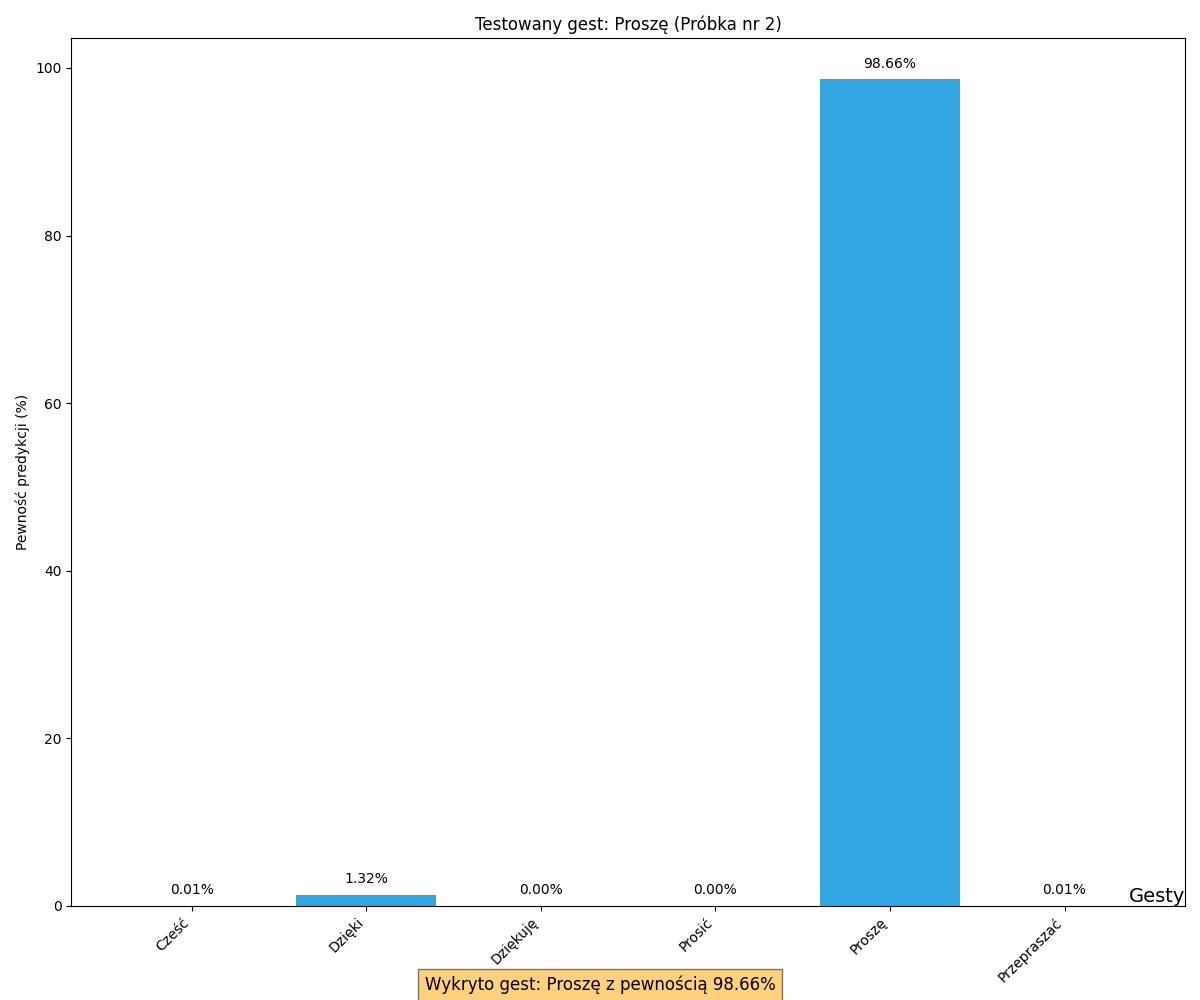 Testowany gest: Proszę (Próbka nr 2)
100
80
60
40
20
0
Pewność predykcji (%)
0.01%
1.32%
0.00%
0.00%
98.66%
0.01%
Gesty
Cześć
Dzięki
Dziękuję
Prosić
Proszę
Przepraszać
Wykryto gest: Proszę z pewnością 98.66%